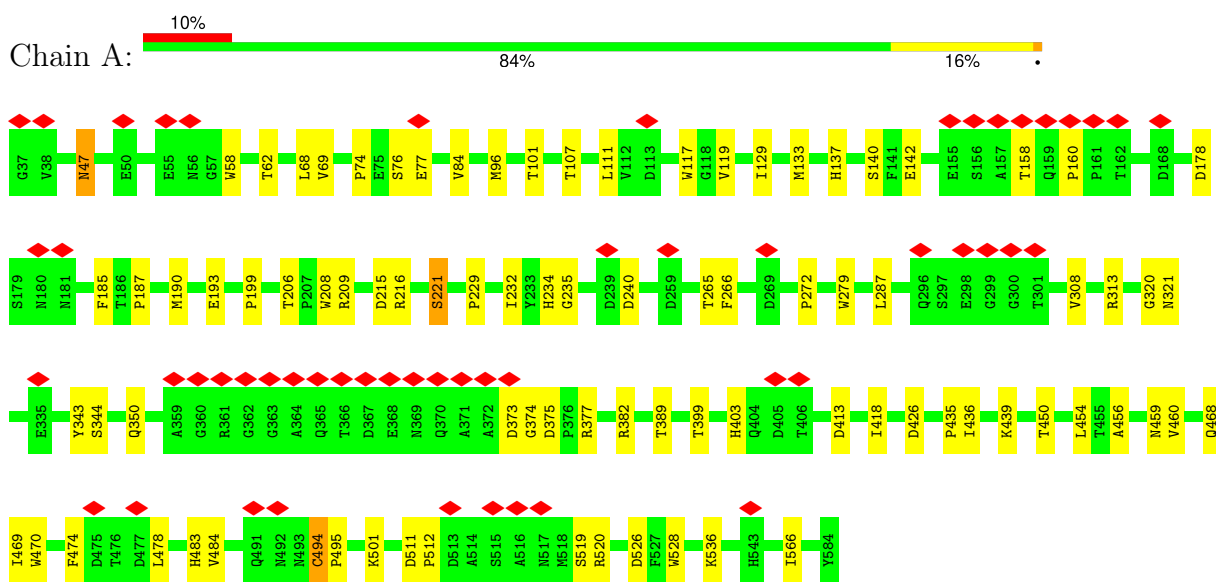 10%
Chain A:
84% 16% •
G37 V38 N47 E50 E55 N56 G57 W58 T62 L68 V69 P74 E75 S76 E77 V84 M96 T101 T107 L111 V112 D113 W117 G118 V119 I129 M133 H137 S140 F141 E142 E155 S156 A157 T158 Q159 P160 P161 T162 D168 D178
S179 N180 N181 F185 T186 P187 M190 E193 P199 T206 P207 W208 R209 D215 R216 S221 P229 I232 Y233 H234 G235 D239 D240 D259 T265 F266 D269 P272 W279 L287 Q296 S297 E298 G299 G300 T301 V308 R313 G320 N321
E335 Y343 S344 Q350 A359 G360 R361 G362 G363 A364 Q365 T366 D367 E368 N369 Q370 A371 A372 D373 G374 D375 P376 R377 R382 T389 T399 H403 Q404 D405 T406 D413 I418 D426 P435 I436 K439 T450 L454 T455 A456 N459 V460 Q468
I469 W470 F474 D475 T476 D477 L478 H483 V484 Q491 N492 N493 C494 P495 K501 D511 P512 D513 A514 S515 A516 N517 M518 S519 R520 D526 F527 W528 K536 H543 I566 Y584